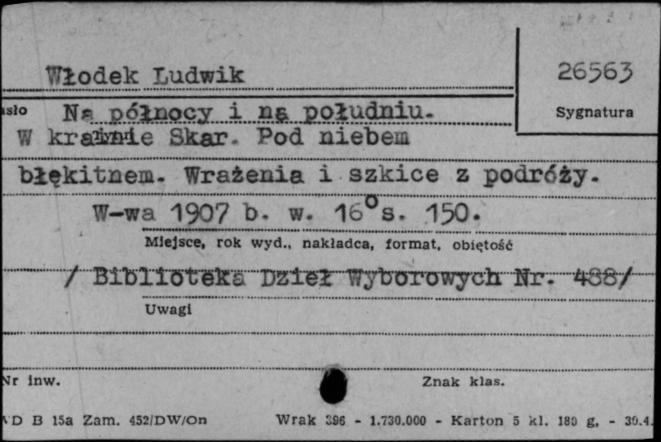 Włodek Ludwik
26563
Sygnatura
asło Na północy i na południu.
W krainie Skar. Pod niebem
błękitnem. Wrażenia i szkice z podróży.
W-wa 1907 b. w. 16° s. 150.
Miejsce, rok wyd., nakładca, format, obiętość
/ Biblioteka Dzieł Wyborowych Nr. 488/
Uwagi
Nr inw.
Znak klas.
D B 15a Zam. 452/DW/On Wrak 396 - 1.730.000 - Karton 5 kl. 180 g, - 30.4.